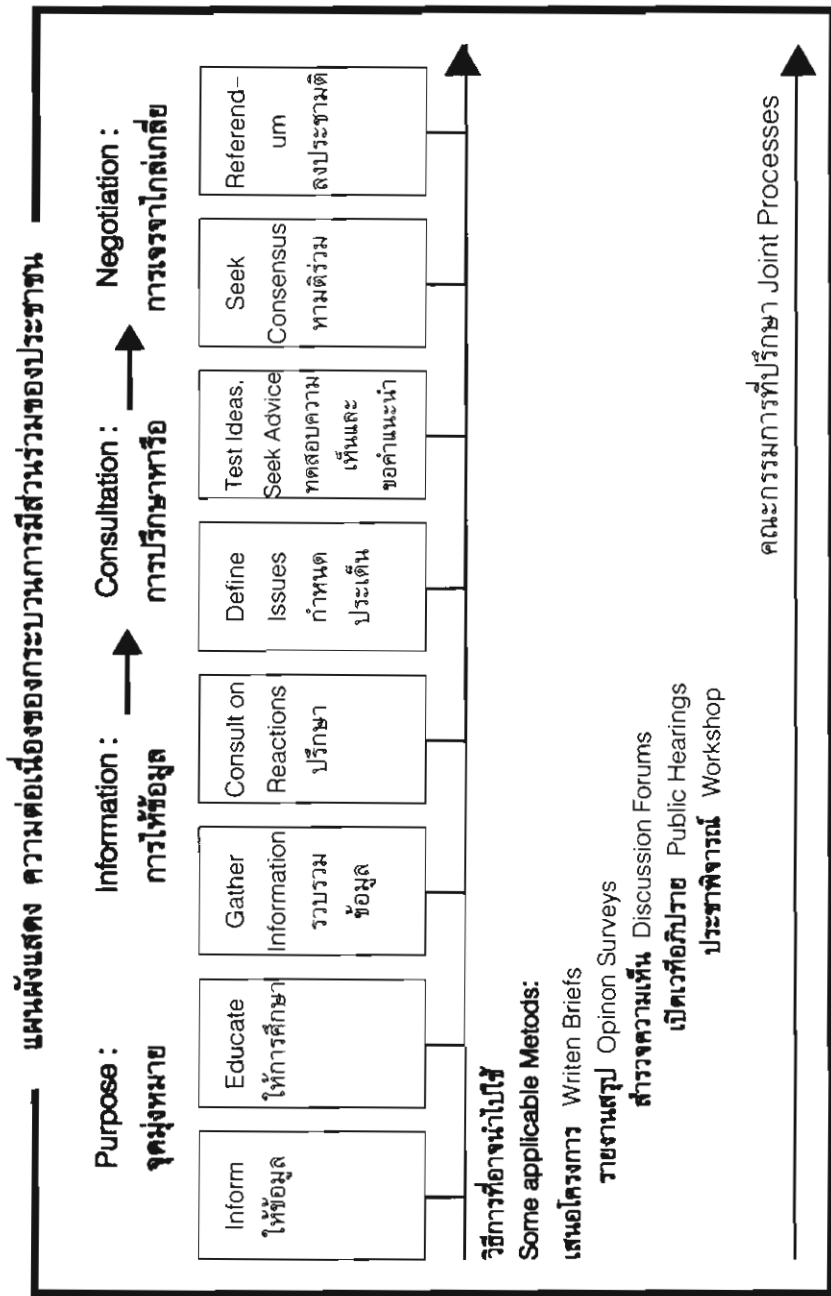 แผนผังแสดง ความต่อเนื่องของกระบวนการมีส่วนร่วมของประชาชน
Purpose :
จุดมุ่งหมาย
Information :
การให้ข้อมูล
Consultation :
การปรึกษาหารือ
Negotiation :
การเจรจาไกล่เกลี่ย
Inform
ให้ข้อมูล
Educate
ให้การศึกษา
Gather
Information
รวบรวม
ข้อมูล
Consult on
Reactions
ปรึกษา
Define
Issues
กำหนด
ประเด็น
Test Ideas,
Seek Advice
ทดสอบความ
เห็นและ
ขอคำแนะนำ
Seek
Consensus
หามติร่วม
Referend-
um
ลงประชามติ
วิธีการที่อาจนำไปใช้
Some applicable Metods:
เสนอโครงการ Writen Briefs
รายงานสรุป Opinon Surveys
สำรวจความเห็น Discussion Forums
เปิดเวทีอภิปราย Public Hearings
ประชาพิจารณ์ Workshop
คณะกรรมการที่ปรึกษา Joint Processes